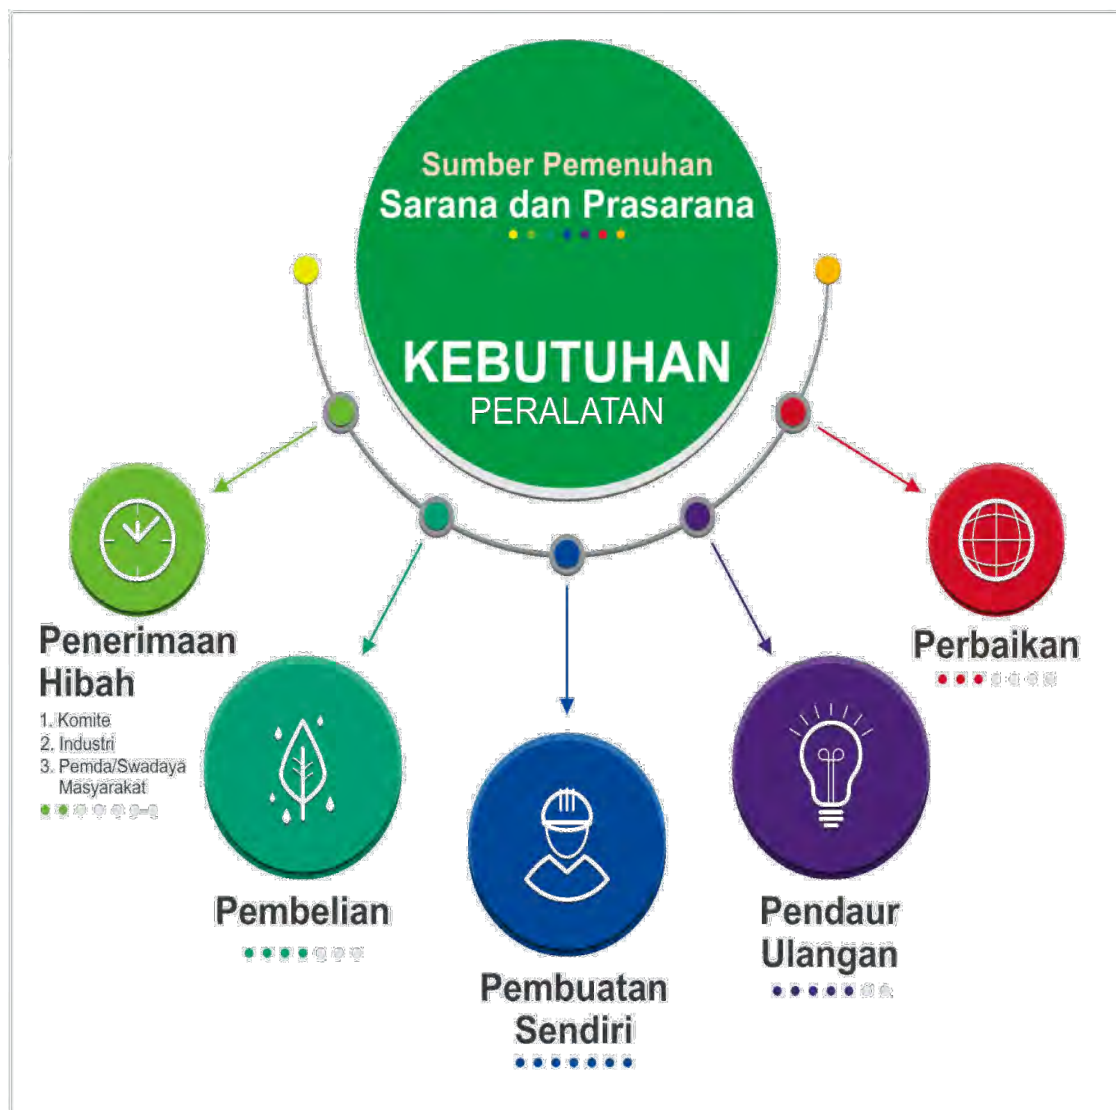 Sumber Pemenuhan
Sarana dan Prasarana
KEBUTUHAN
PERALATAN
Penerimaan
Hibah
1. Komite
2. Industri
3. Pemda/Swadaya
Masyarakat
Pembelian
Pembuatan
Sendiri
Pendaur
Ulangan
Perbaikan